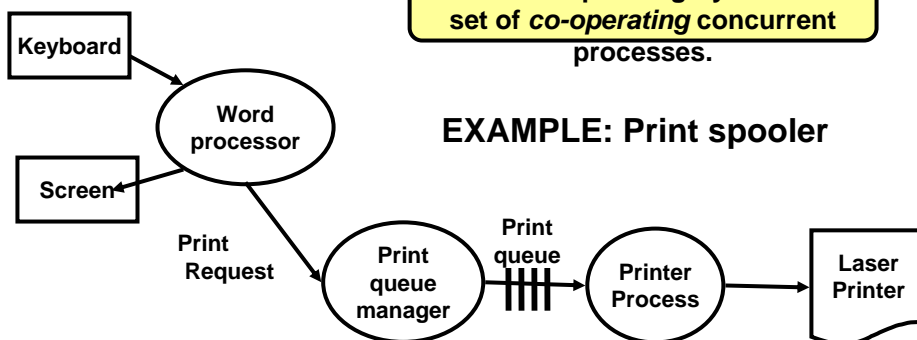 set of co-operating concurrent
processes.
EXAMPLE: Print spooler
Keyboard
Word
processor
Screen
Print
Request
Print
queue
manager
Print
queue
Printer
Process
Laser
Printer